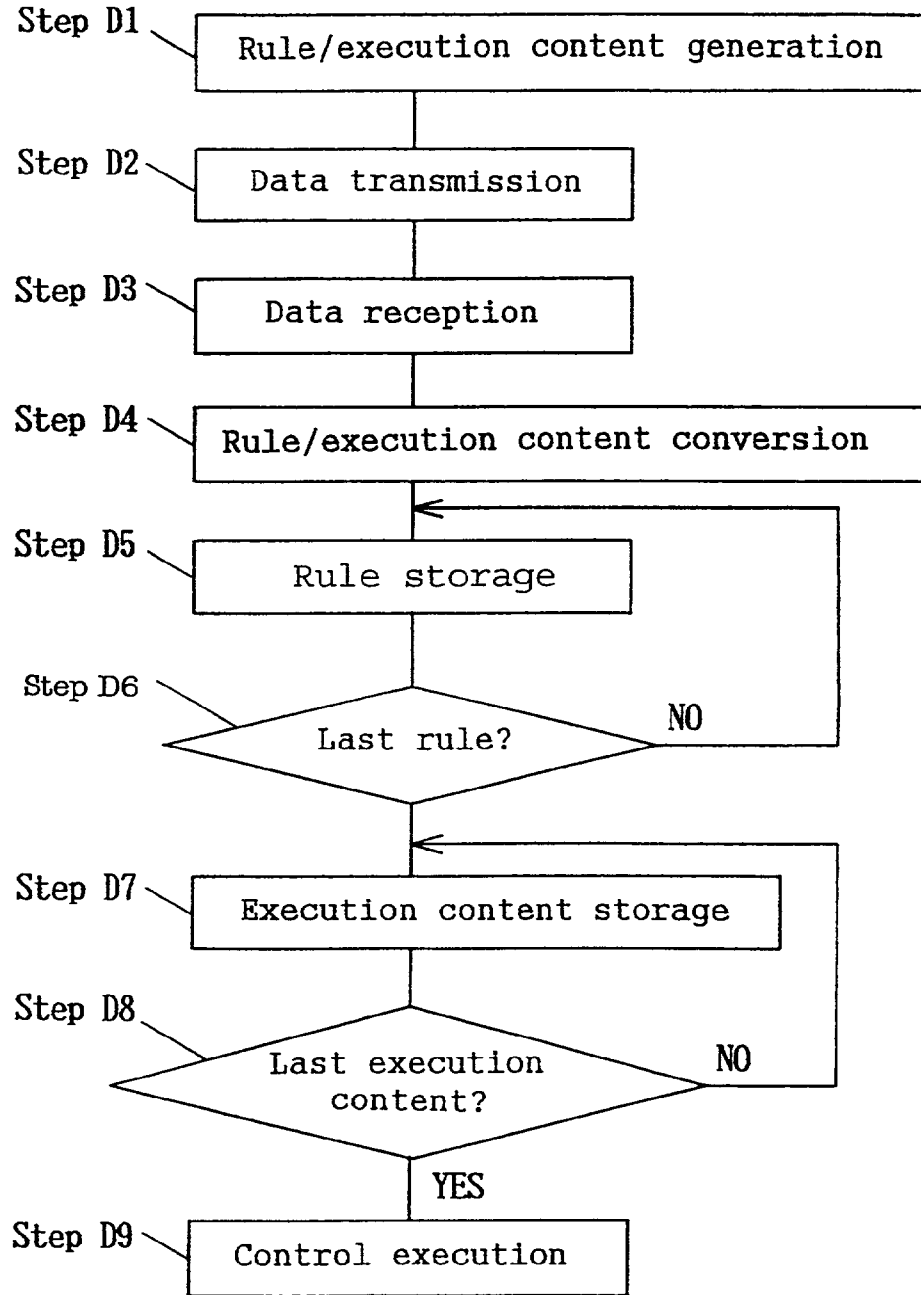 Step D1
Rule/execution content generation
Step D2
Data transmission
Step D3
Data reception
Step D4
Rule/execution content conversion
Step D5
Rule storage
Step D6
Last rule?
NO
Step D7
Execution content storage
Step D8
Last execution
content?
NO
YES
Step D9
Control execution